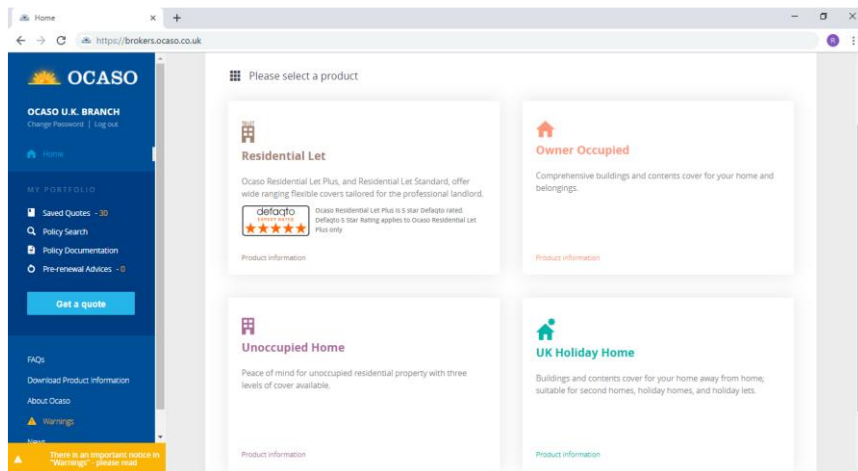 Home
https://brokers.ocaso.co.uk
R
OCASO
OCASO U.K. BRANCH
Change Password | Log out
Home
MY PORTFOLIO
Saved Quotes - 30
Policy Search
Policy Documentation
Pre-renewal Advices - 0
Get a quote
FAQs
Download Product Information
About Ocaso
Warnings
News
There is an important notice in
"Warnings" - please read
Please select a product
Residential Let
Ocaso Residential Let Plus, and Residential Let Standard, offer
wide ranging flexible covers tailored for the professional landlord.
defaqto
EXPERT RATED
Ocaso Residential Let Plus is 5 star Defaqto rated.
Defaqto 5 Star Rating applies to Ocaso Residential Let
Plus only
Product information
Owner Occupied
Comprehensive buildings and contents cover for your home and
belongings.
Product information
Unoccupied Home
Peace of mind for unoccupied residential property with three
levels of cover available.
Product information
UK Holiday Home
Buildings and contents cover for your home away from home;
suitable for second homes, holiday homes, and holiday lets.
Product information